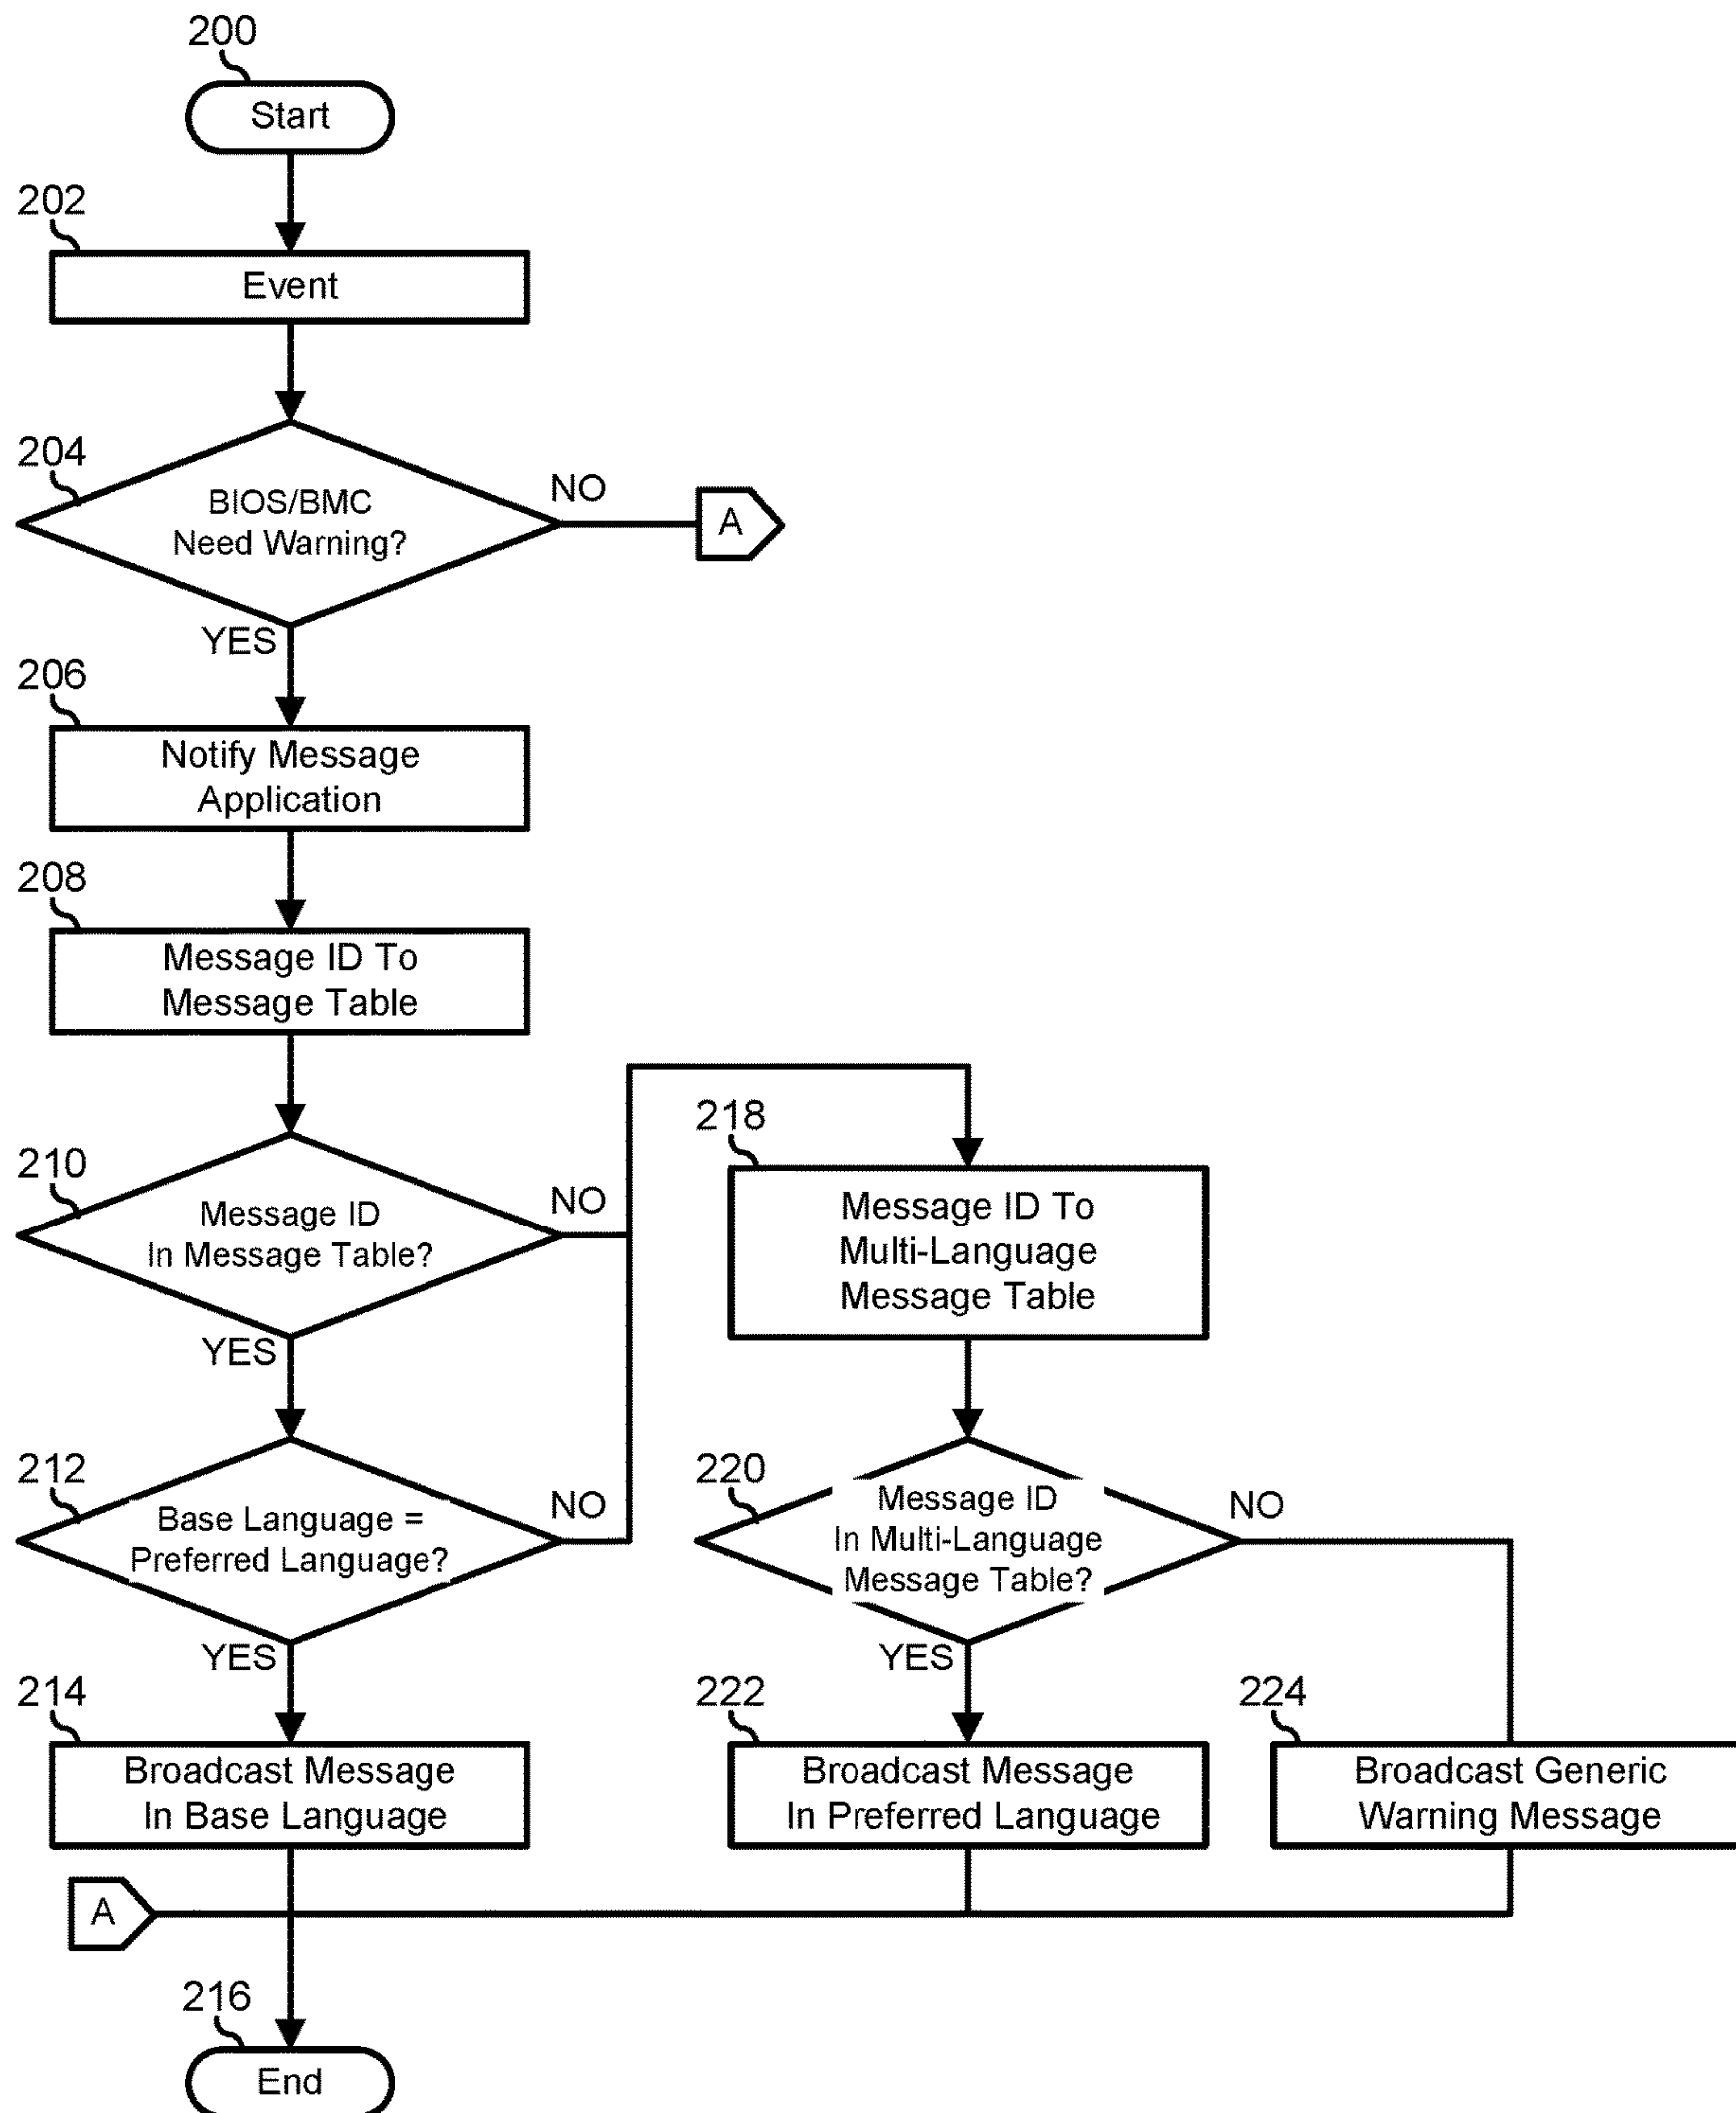 200
Start
202
Event
204
BIOS/BMC
Need Warning?
NO
A
YES
206
Notify Message
Application
208
Message ID To
Message Table
210
Message ID
In Message Table?
NO
YES
218
Message ID To
Multi-Language
Message Table
212
Base Language =
Preferred Language?
NO
YES
220
Message ID
In Multi-Language
Message Table?
NO
YES
214
Broadcast Message
In Base Language
222
Broadcast Message
In Preferred Language
224
Broadcast Generic
Warning Message
A
216
End